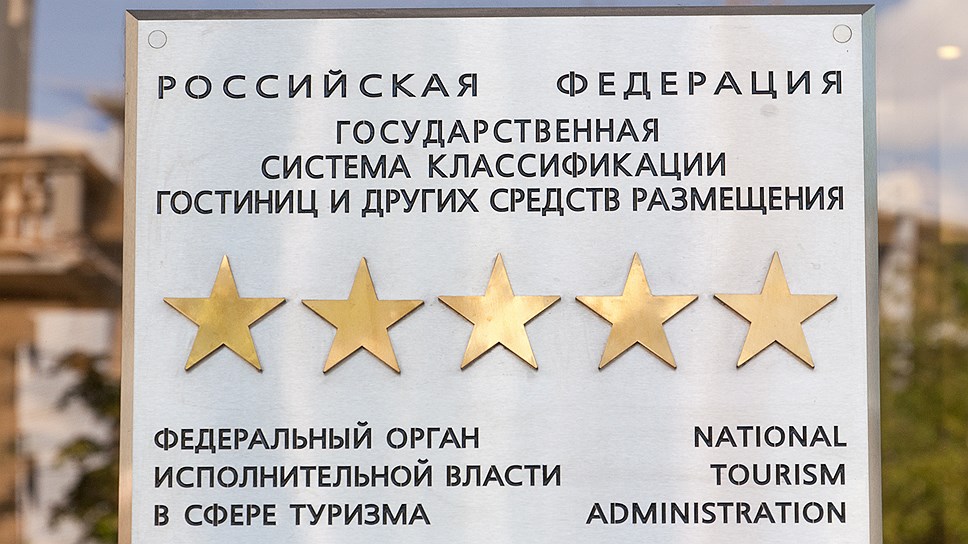 РОССИЙСКАЯ ФЕДЕРАЦИЯ
ГОСУДАРСТВЕННАЯ
СИСТЕМА КЛАССИФИКАЦИИ
ГОСТИНИЦ И ДРУГИХ СРЕДСТВ РАЗМЕЩЕНИЯ
ФЕДЕРАЛЬНЫЙ ОРГАН
ИСПОЛНИТЕЛЬНОЙ ВЛАСТИ
В СФЕРЕ ТУРИЗМА
NATIONAL
TOURISM
ADMINISTRATION